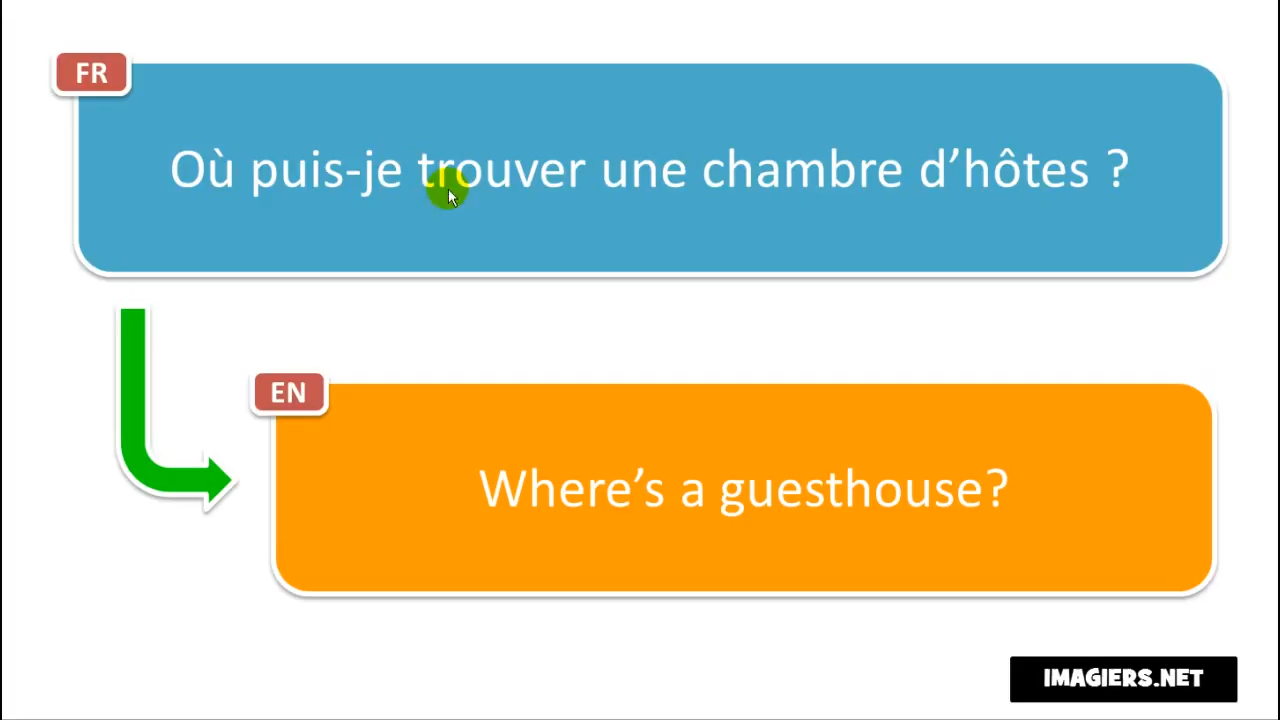 FR
Où puis-je trouver une chambre d’hôtes ?
EN
Where’s a guesthouse?
IMAGIERS.NET